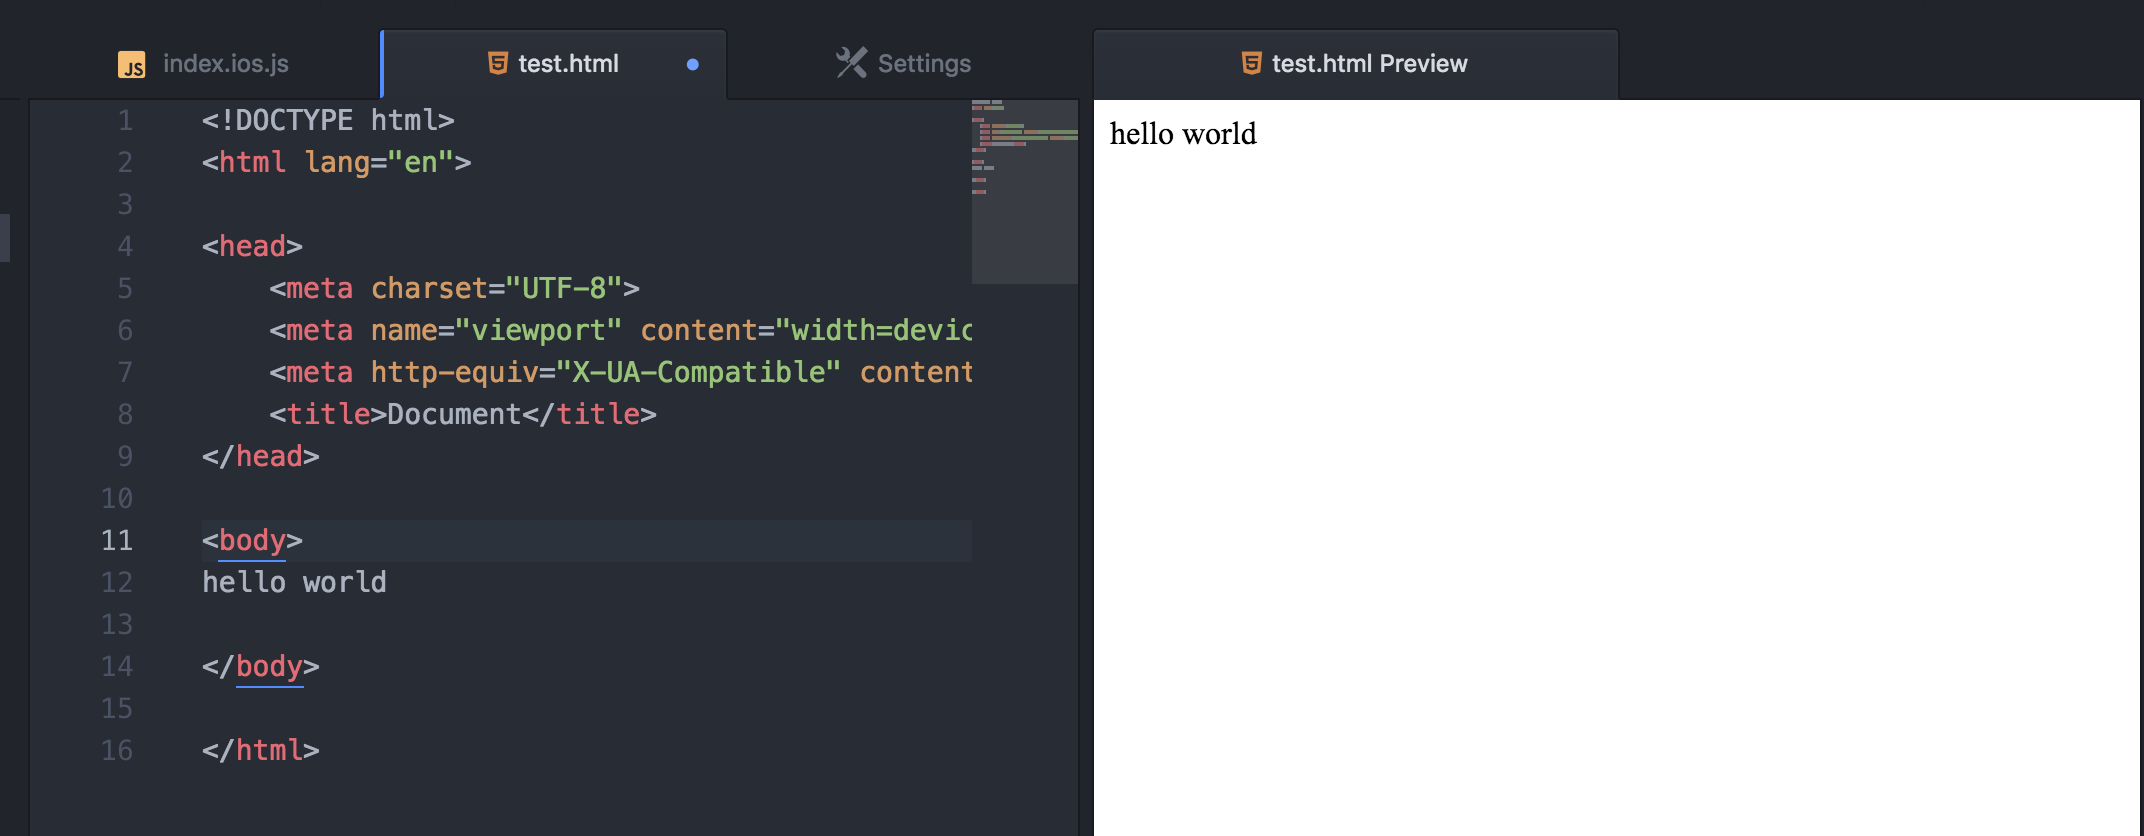 JS index.ios.js
5 test.html
Settings
5 test.html Preview
1 <!DOCTYPE html>
2 <html lang="en">
3
4 <head>
5     <meta charset="UTF-8">
6     <meta name="viewport" content="width=devic
7     <meta http-equiv="X-UA-Compatible" content
8     <title>Document</title>
9 </head>
10
11 <body>
12 hello world
13
14 </body>
15
16 </html>
hello world